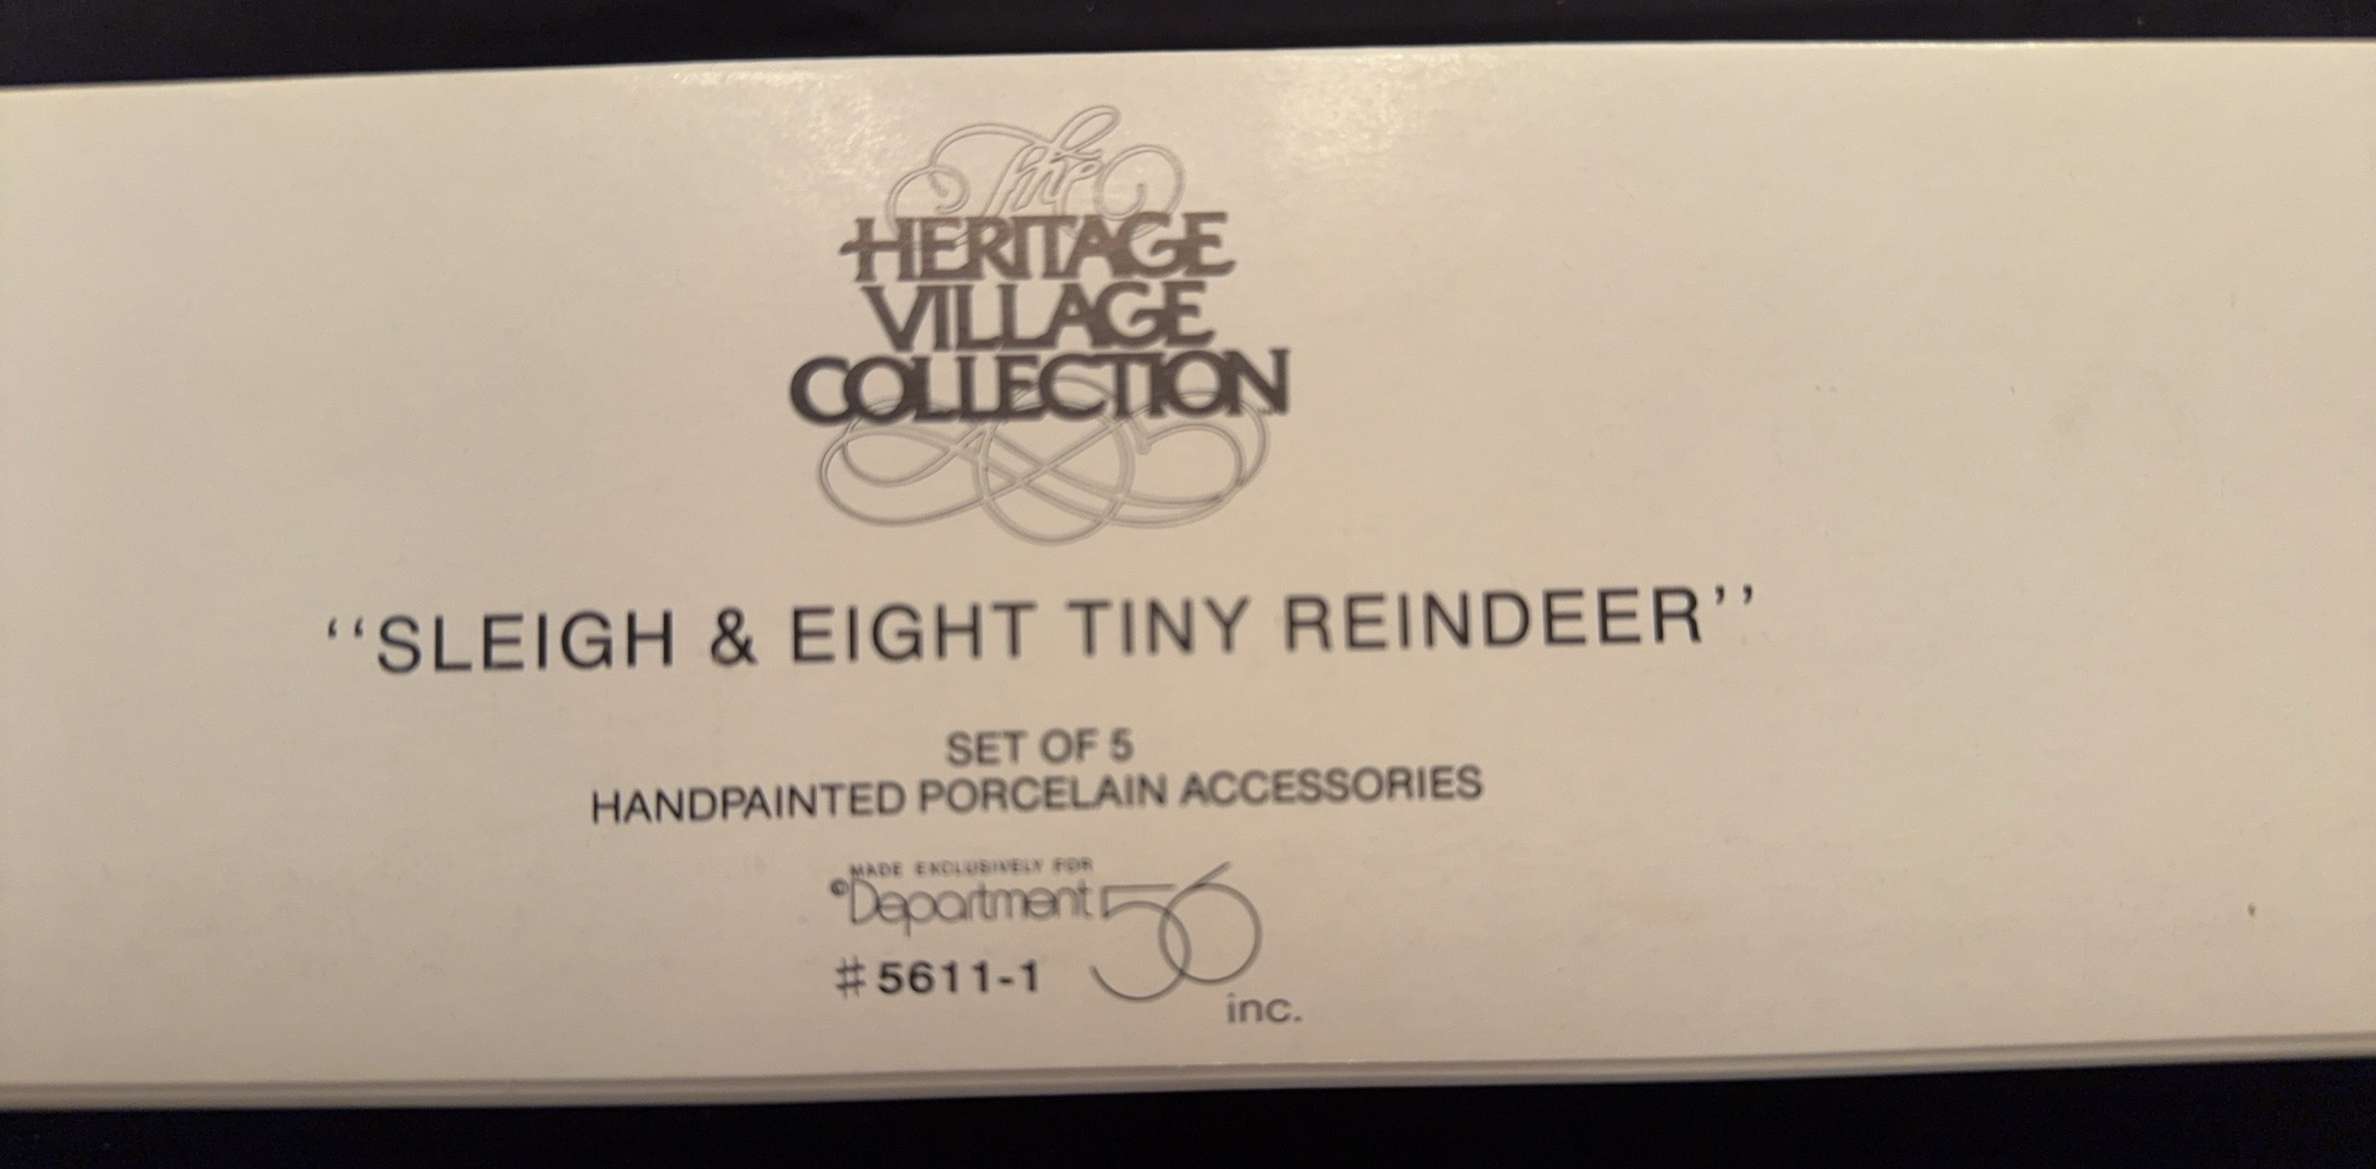 The
HERITAGE
VILLAGE
COLLECTION
‘‘SLEIGH & EIGHT TINY REINDEER’’
SET OF 5
HANDPAINTED PORCELAIN ACCESSORIES
MADE EXCLUSIVELY FOR
©Department 56
#5611-1
inc.